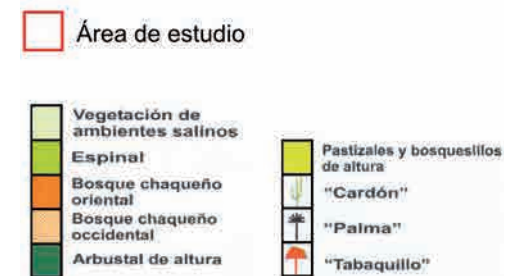 Área de estudio
Vegetación de
ambientes salinos
Espinal
Bosque chaqueño
oriental
Bosque chaqueño
occidental
Arbustal de altura
Pastizales y bosquesillos
de altura
"Cardón"
"Palma"
"Tabaquillo"